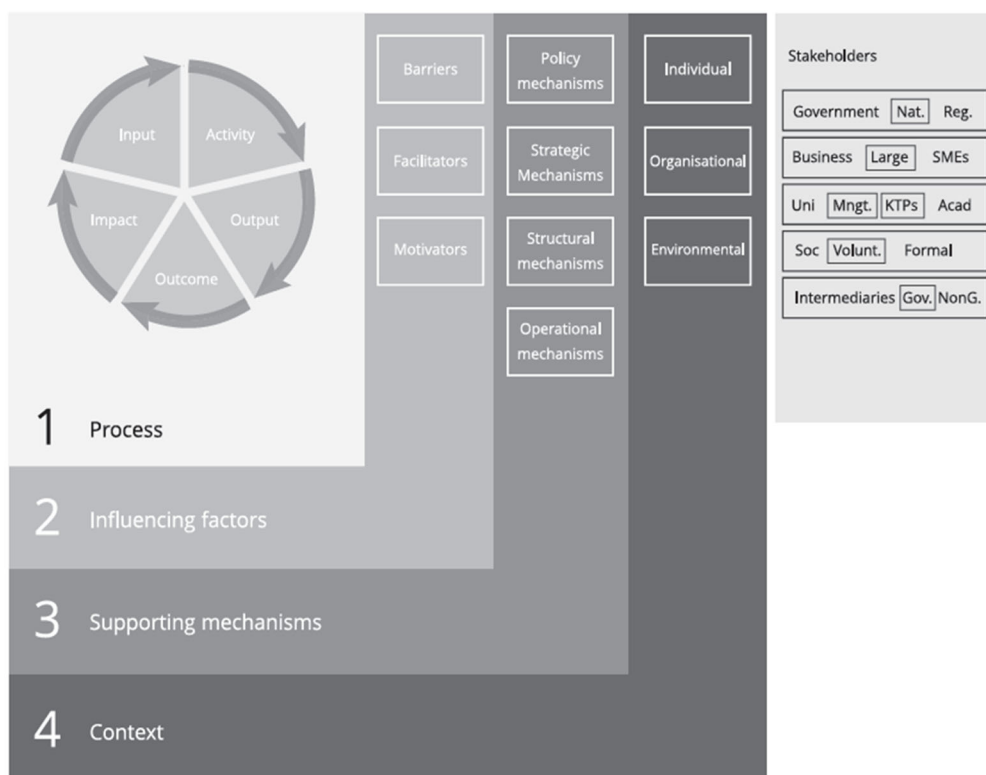 Input
Activity
Impact
Output
Outcome
1 Process
Barriers
Facilitators
Motivators
2 Influencing factors
Policy
mechanisms
Strategic
Mechanisms
Structural
mechanisms
Operational
mechanisms
3 Supporting mechanisms
Individual
Organisational
Environmental
4 Context
Stakeholders
Government Nat. Reg.
Business Large SMEs
Uni Mngt. KTPs Acad
Soc Volunt. Formal
Intermediaries Gov. NonG.